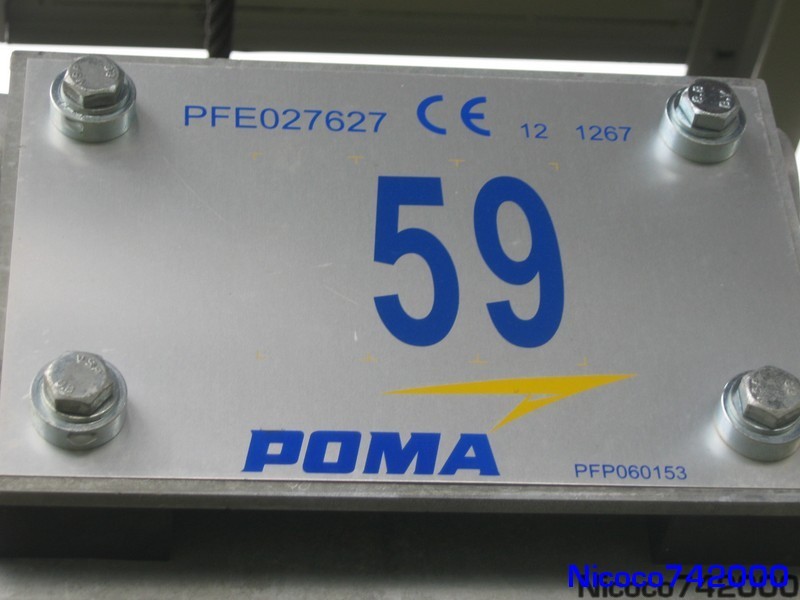 PFE027627 CE 12 1267
59
POMA
PFP060153
Nicoco742000